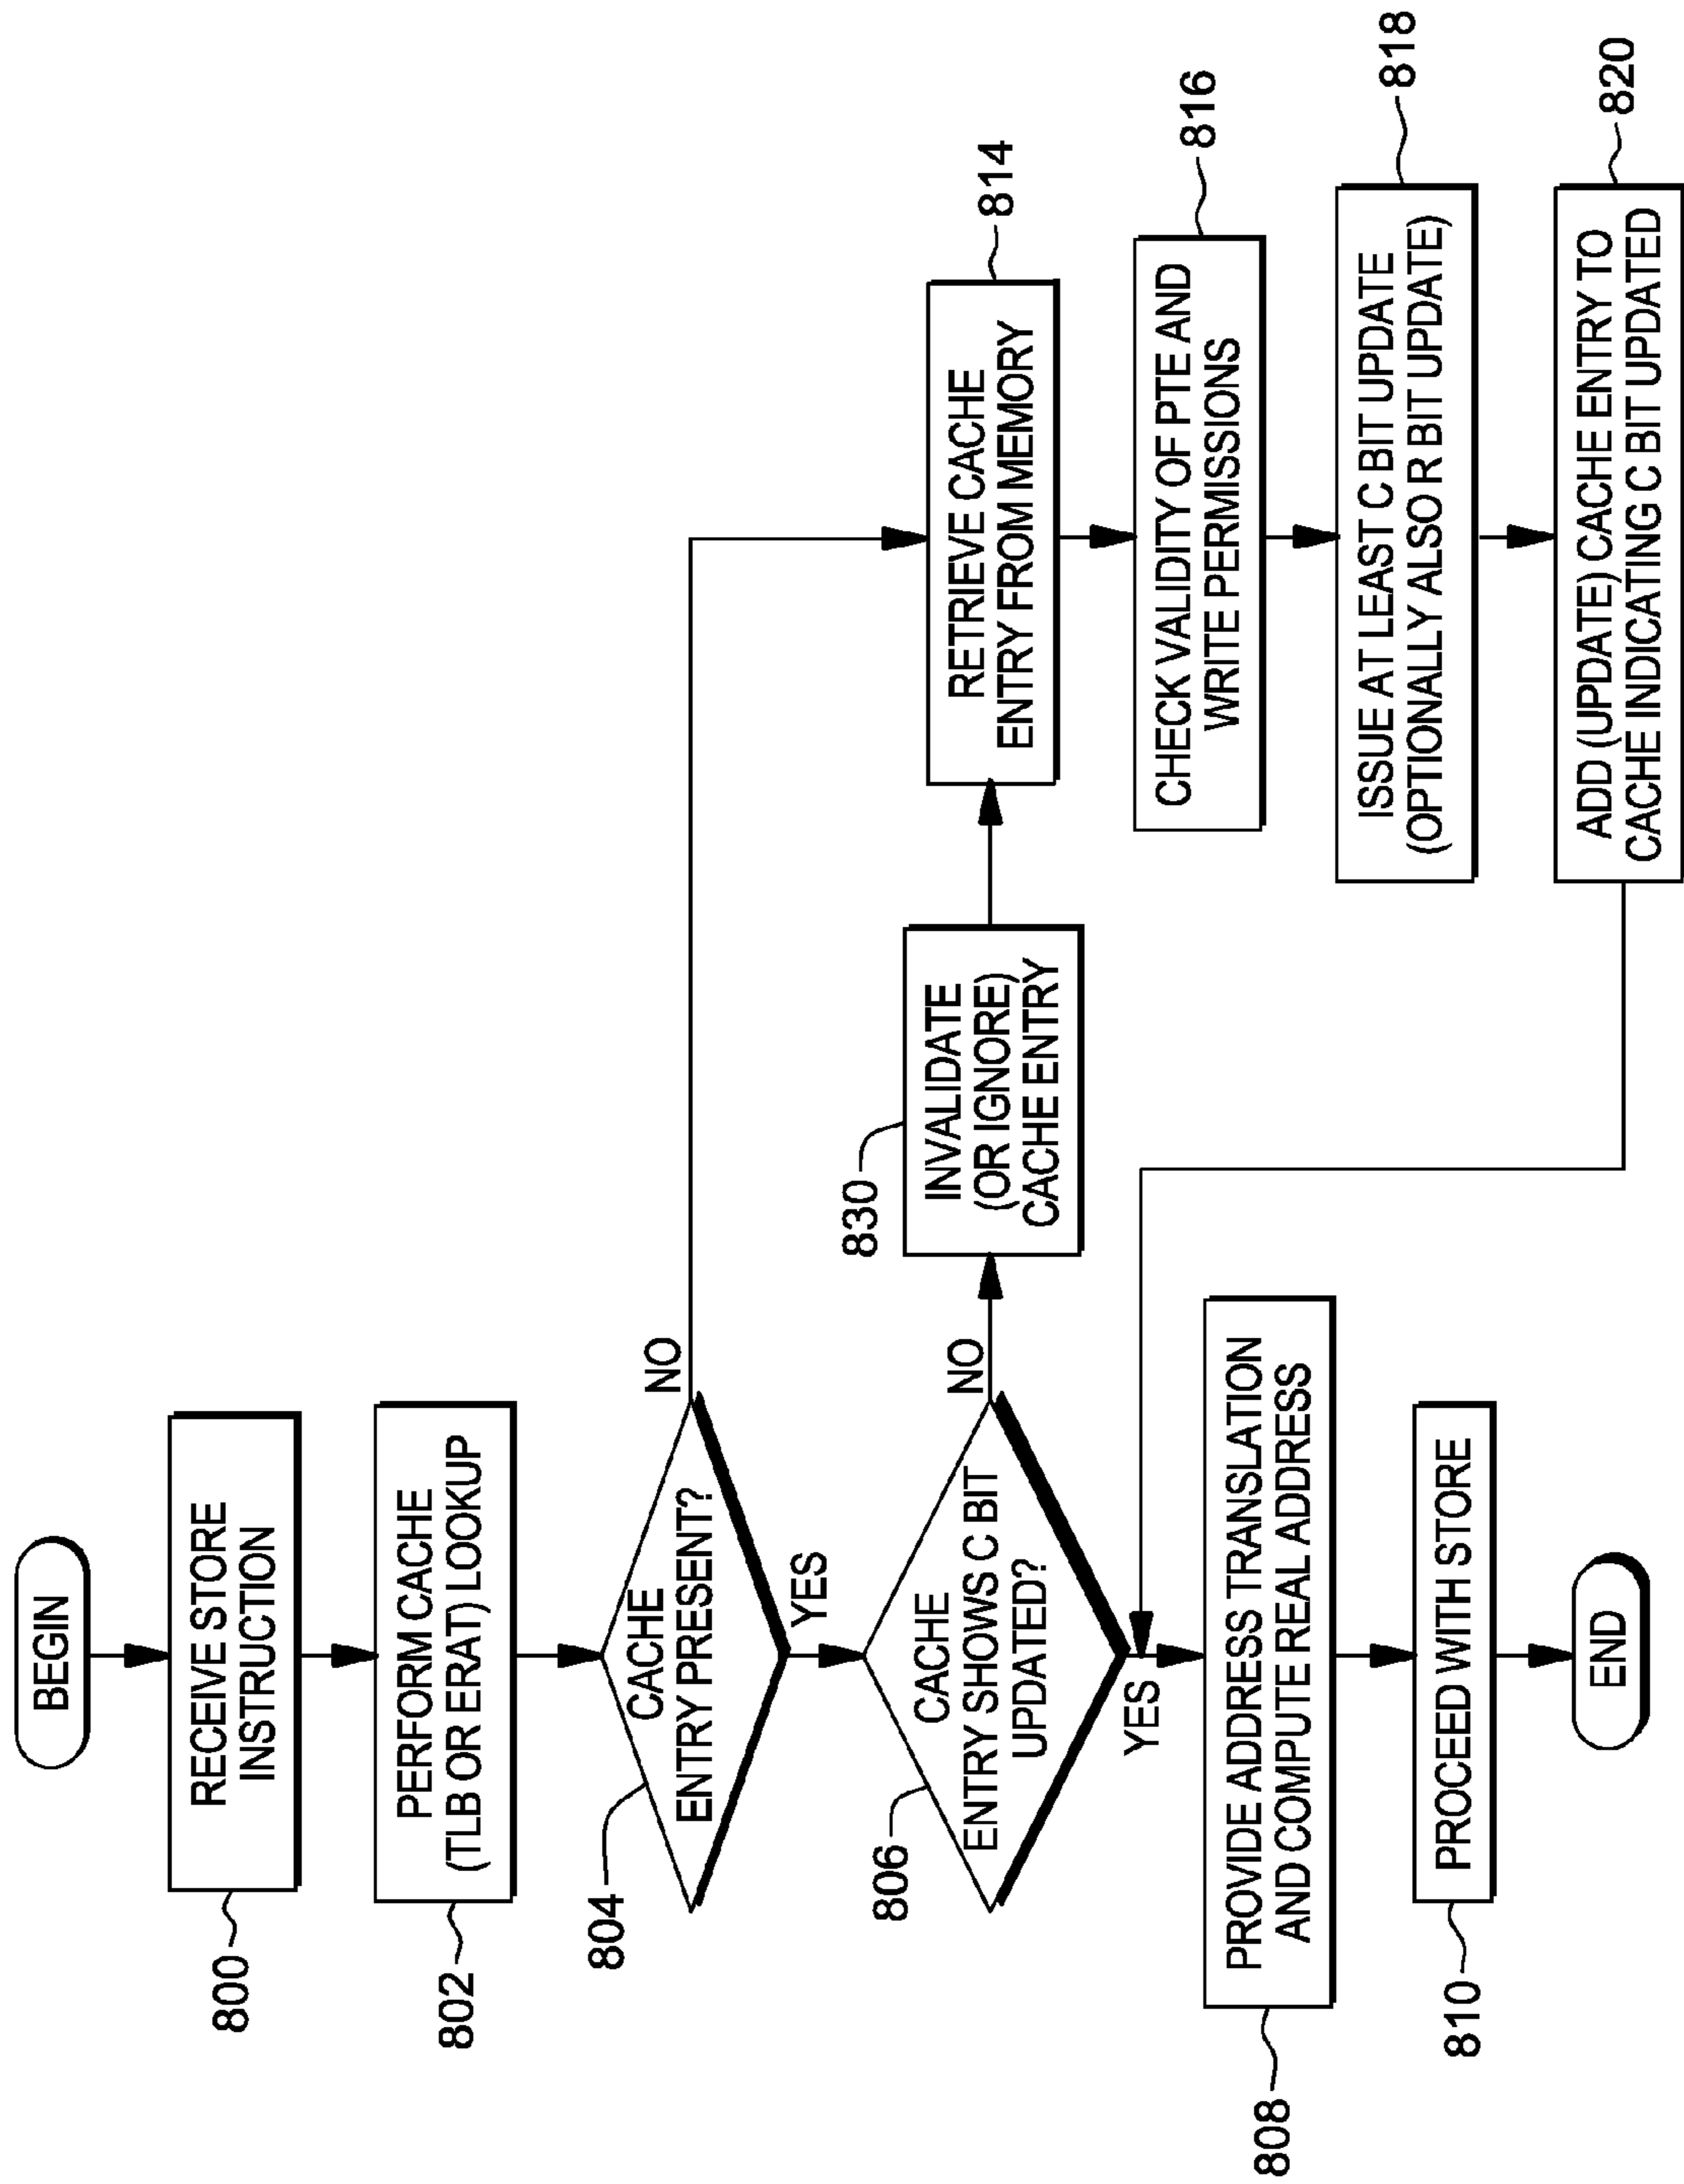 BEGIN
RECEIVE STORE
INSTRUCTION
800
PERFORM CACHE
(TLB OR ERAT) LOOKUP
802
CACHE
ENTRY PRESENT?
804
NO
YES
CACHE
ENTRY SHOWS C BIT
UPDATED?
806
NO
YES
INVALIDATE
(OR IGNORE)
CACHE ENTRY
830
RETRIEVE CACHE
ENTRY FROM MEMORY
814
CHECK VALIDITY OF PTE AND
WRITE PERMISSIONS
816
ISSUE AT LEAST C BIT UPDATE
(OPTIONALLY ALSO R BIT UPDATE)
818
ADD (UPDATE) CACHE ENTRY TO
CACHE INDICATING C BIT UPDATED
820
PROVIDE ADDRESS TRANSLATION
AND COMPUTE REAL ADDRESS
808
PROCEED WITH STORE
810
END